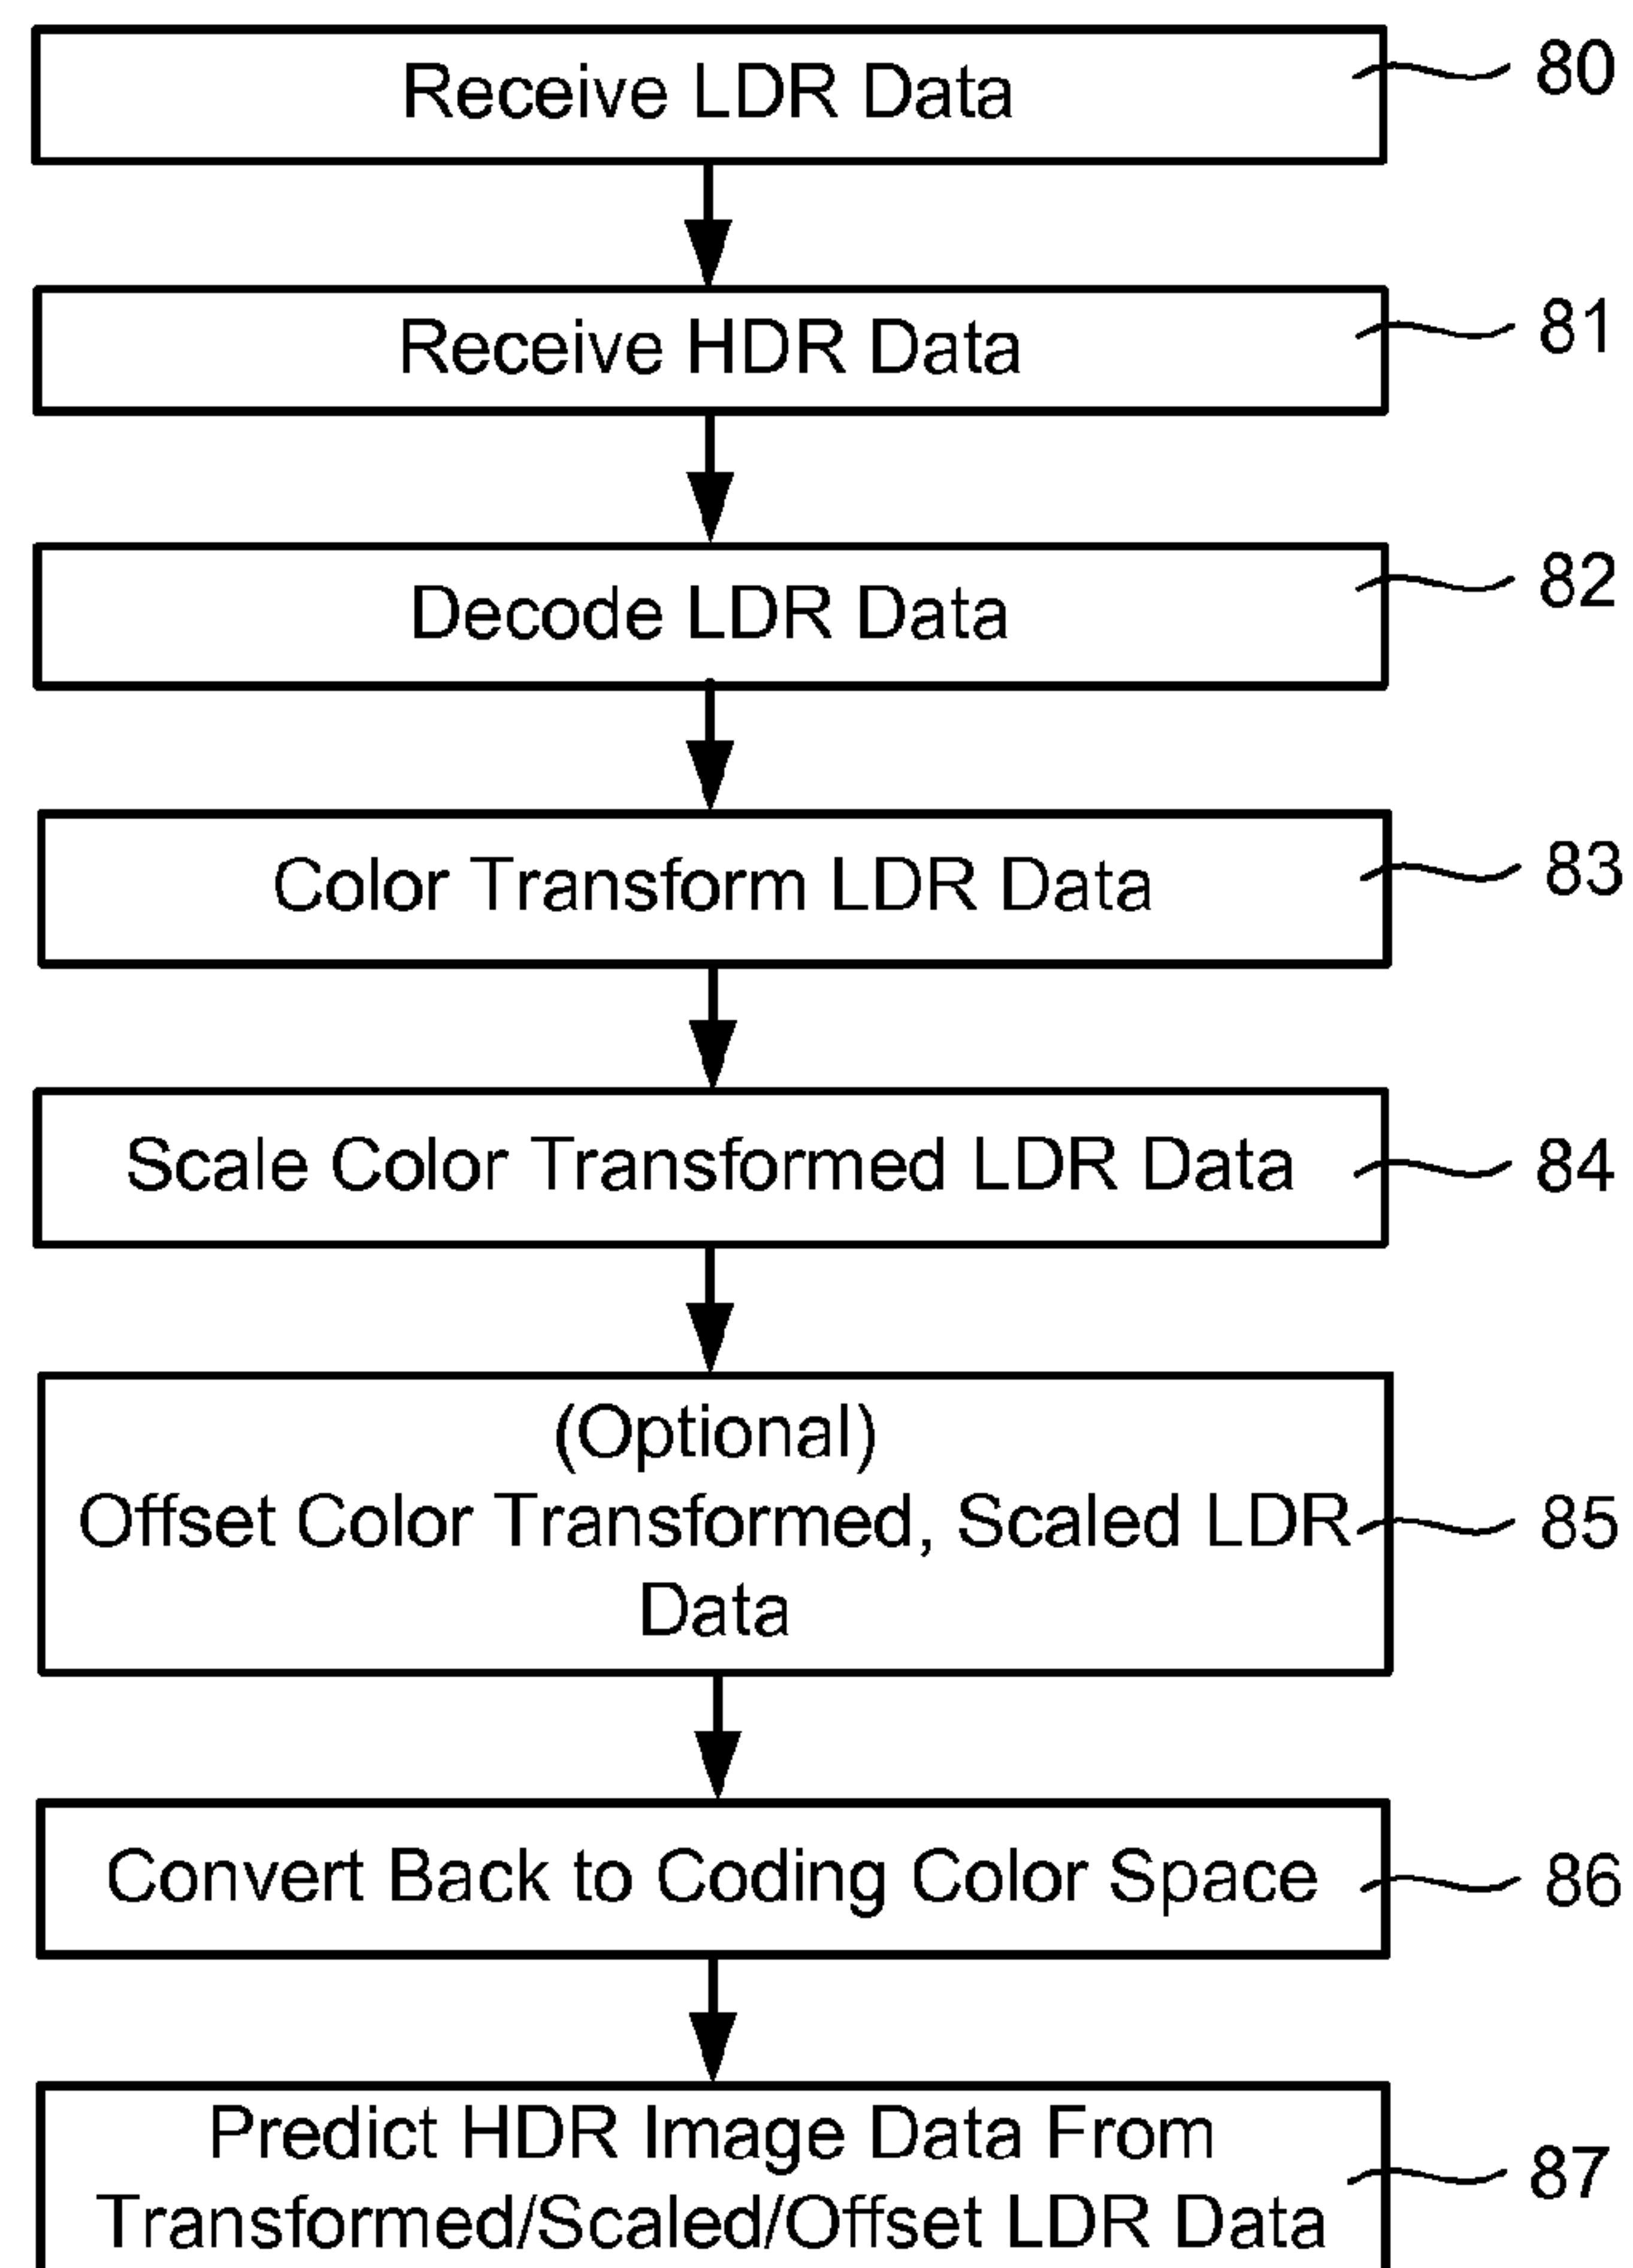 Receive LDR Data
80
Receive HDR Data
81
Decode LDR Data
82
Color Transform LDR Data
83
Scale Color Transformed LDR Data
84
(Optional)
Offset Color Transformed, Scaled LDR
Data
85
Convert Back to Coding Color Space
86
Predict HDR Image Data From
Transformed/Scaled/Offset LDR Data
87